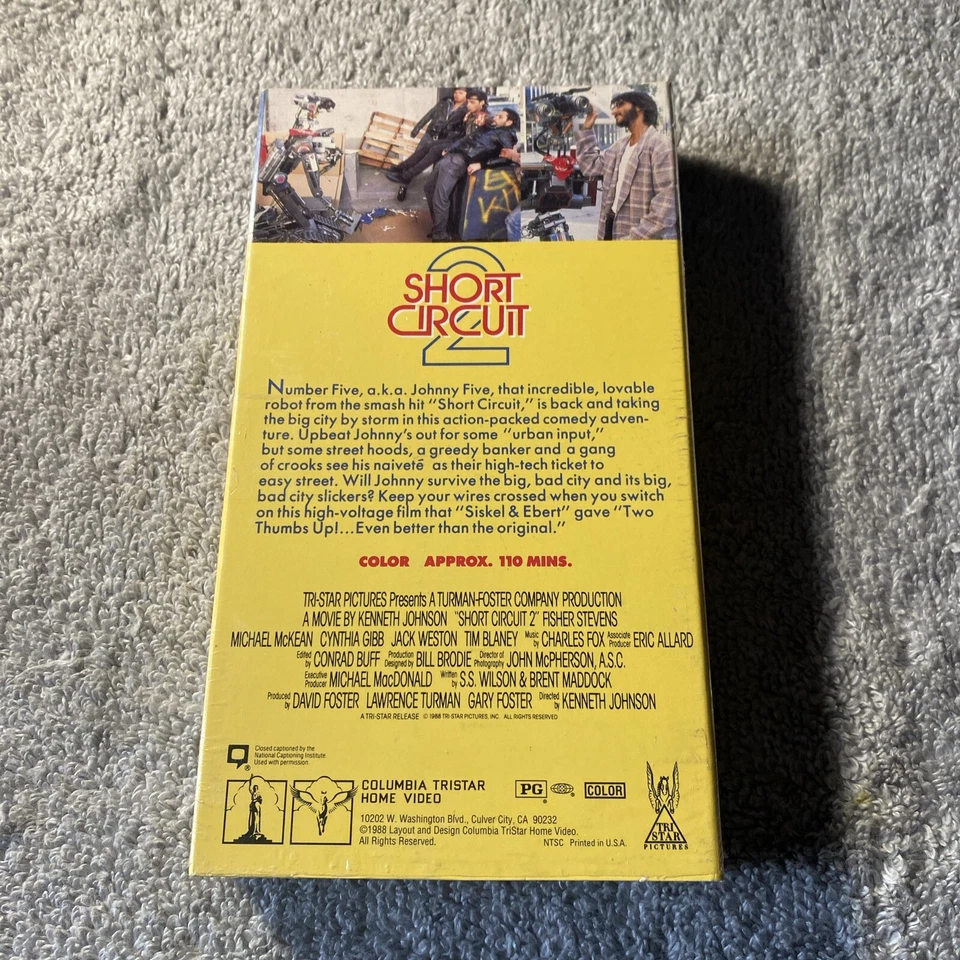 2
SHORT
CIRCUIT
Number Five, a.k.a. Johnny Five, that incredible, lovable
robot from the smash hit "Short Circuit," is back and taking
the big city by storm in this action-packed comedy adven-
ture. Upbeat Johnny's out for some "urban input,"
but some street hoods, a greedy banker and a gang
of crooks see his naiveté as their high-tech ticket to
easy street. Will Johnny survive the big, bad city and its big,
bad city slickers? Keep your wires crossed when you switch
on this high-voltage film that "Siskel & Ebert" gave "Two
Thumbs Up!...Even better than the original."
COLOR APPROX. 110 MINS.
TRI-STAR PICTURES Presents A TURMAN-FOSTER COMPANY PRODUCTION
A MOVIE BY KENNETH JOHNSON "SHORT CIRCUIT 2" FISHER STEVENS
MICHAEL McKEAN CYNTHIA GIBB JACK WESTON TIM BLANEY Music by CHARLES FOX Associate Producer ERIC ALLARD
Edited by CONRAD BUFF Production Designed by BILL BRODIE Director of Photography JOHN McPHERSON, A.S.C.
Executive Producer MICHAEL MacDONALD Written by S.S. WILSON & BRENT MADDOCK
Produced by DAVID FOSTER LAWRENCE TURMAN GARY FOSTER Directed by KENNETH JOHNSON
A TRI-STAR RELEASE © 1988 TRI-STAR PICTURES, INC. ALL RIGHTS RESERVED
Closed captioned by the
National Captioning Institute.
Used with permission.
COLUMBIA TRISTAR
HOME VIDEO
PG COLOR
10202 W. Washington Blvd., Culver City, CA 90232
©1988 Layout and Design Columbia TriStar Home Video.
All Rights Reserved. NTSC Printed in U.S.A.
TRI
STAR
PICTURES